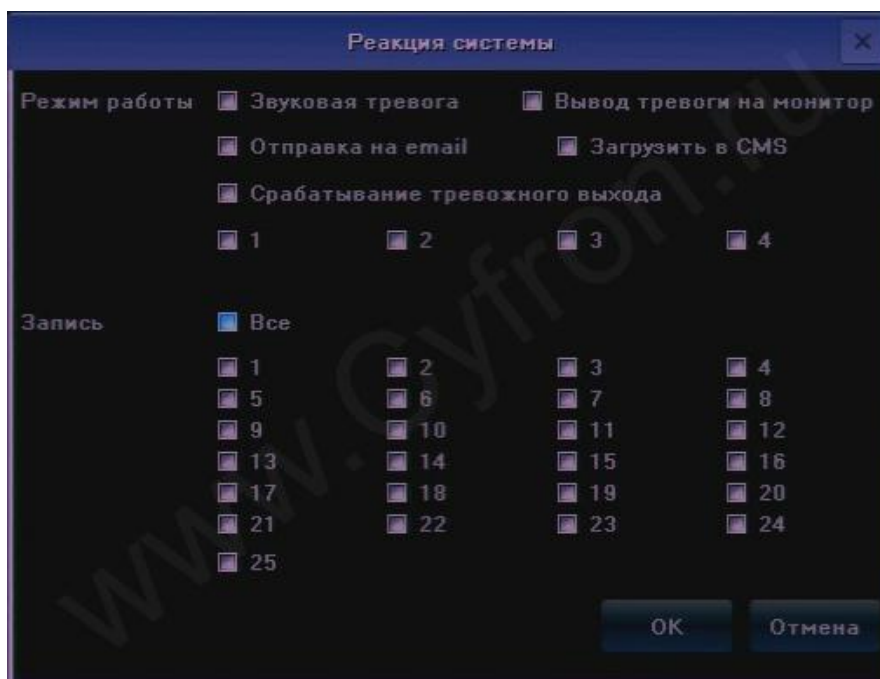 Реакция системы
Режим работы Звуковая тревога Вывод тревоги на монитор
Отправка на email Загрузить в CMS
Срабатывание тревожного выхода
1 2 3 4
Запись Все
1 2 3 4
5 6 7 8
9 10 11 12
13 14 15 16
17 18 19 20
21 22 23 24
25
OK Отмена
www.Cyfron.ru